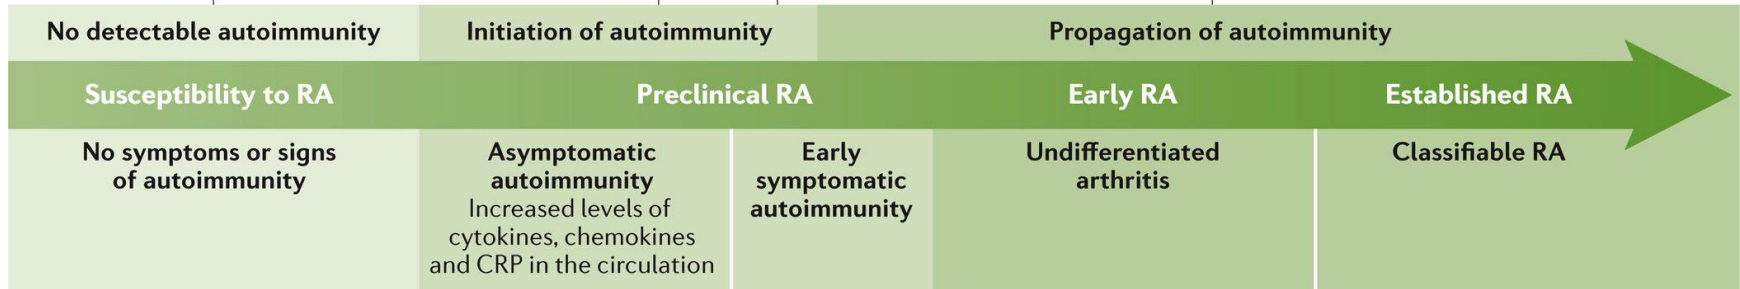 No detectable autoimmunity
Initiation of autoimmunity
Propagation of autoimmunity
Susceptibility to RA
Preclinical RA
Early RA
Established RA
No symptoms or signs
of autoimmunity
Asymptomatic
autoimmunity
Increased levels of
cytokines, chemokines
and CRP in the circulation
Early
symptomatic
autoimmunity
Undifferentiated
arthritis
Classifiable RA